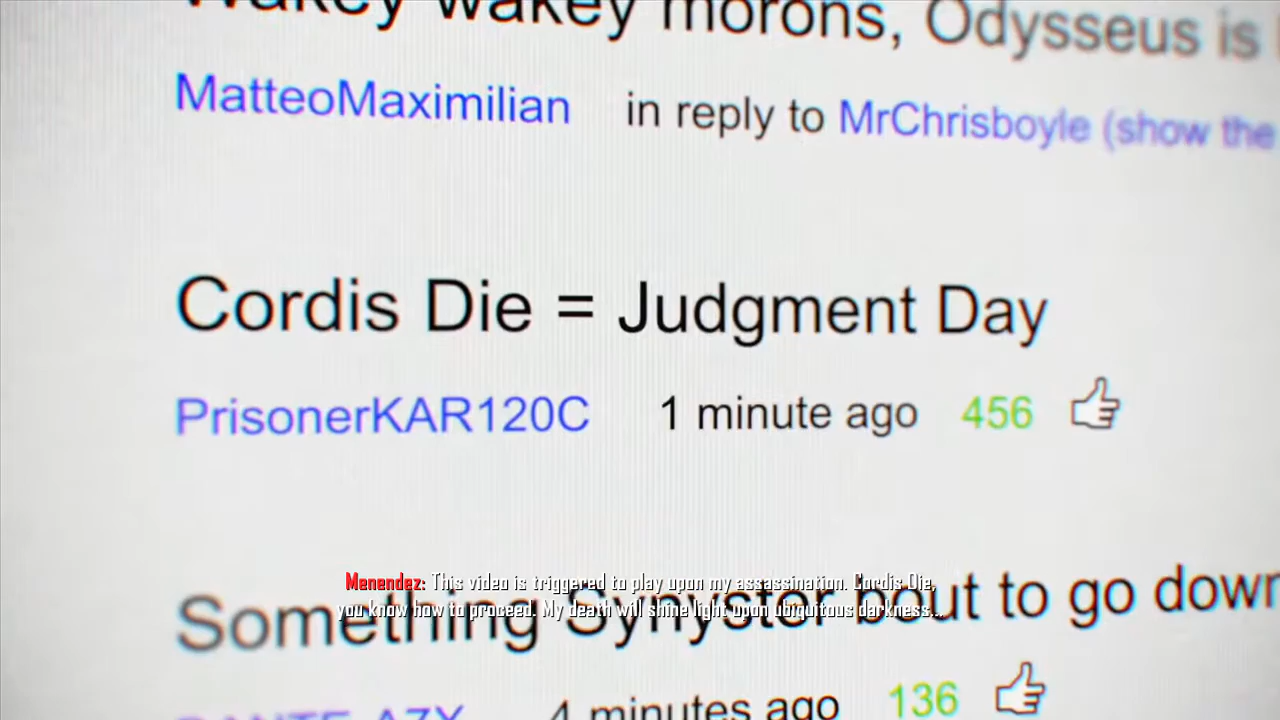 Wakey wakey morons, Odysseus is
MatteoMaximilian in reply to MrChrisboyle (show the
Cordis Die = Judgment Day
PrisonerKAR120C 1 minute ago 456
Something Synyster bout to go down
Menendez: This video is triggered to play upon my assassination. Cordis Die,
you know how to proceed. My death will shine light upon ubiquitous darkness...
4 minutes ago 136